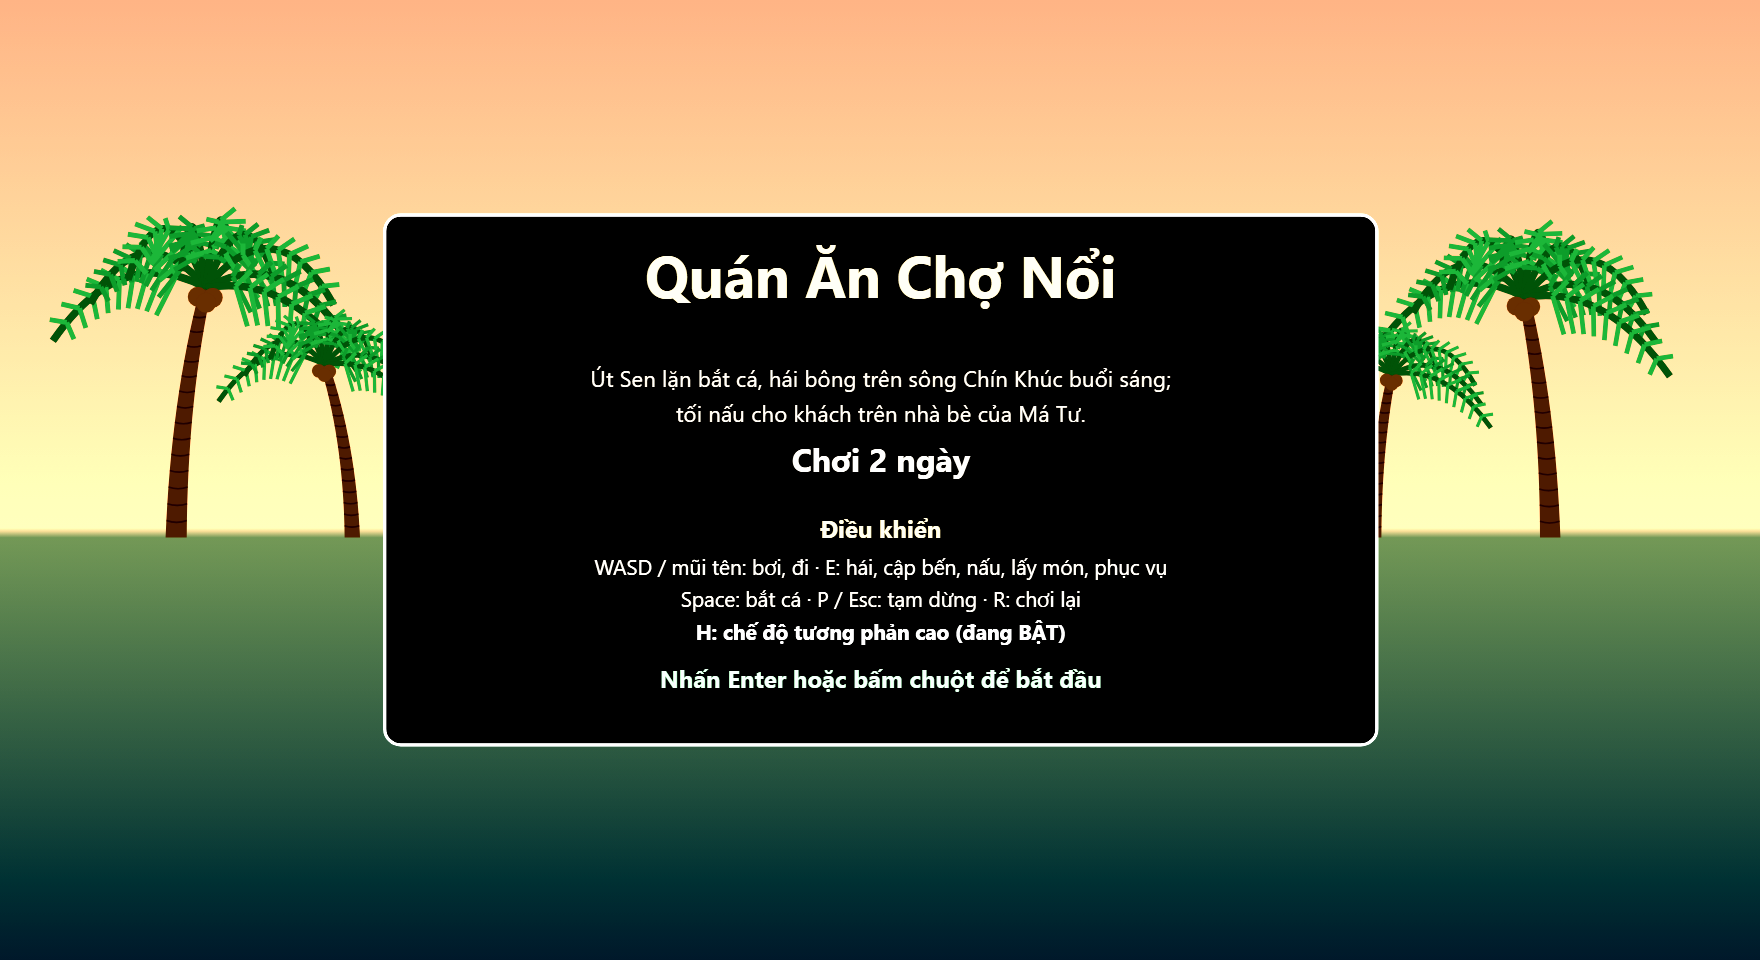 Quán Ăn Chợ Nổi
Út Sen lặn bắt cá, hái bông trên sông Chín Khúc buổi sáng;
tối nấu cho khách trên nhà bè của Má Tư.
Chơi 2 ngày
Điều khiển
WASD / mũi tên: bơi, đi · E: hái, cập bến, nấu, lấy món, phục vụ
Space: bắt cá · P / Esc: tạm dừng · R: chơi lại
H: chế độ tương phản cao (đang BẬT)
Nhấn Enter hoặc bấm chuột để bắt đầu